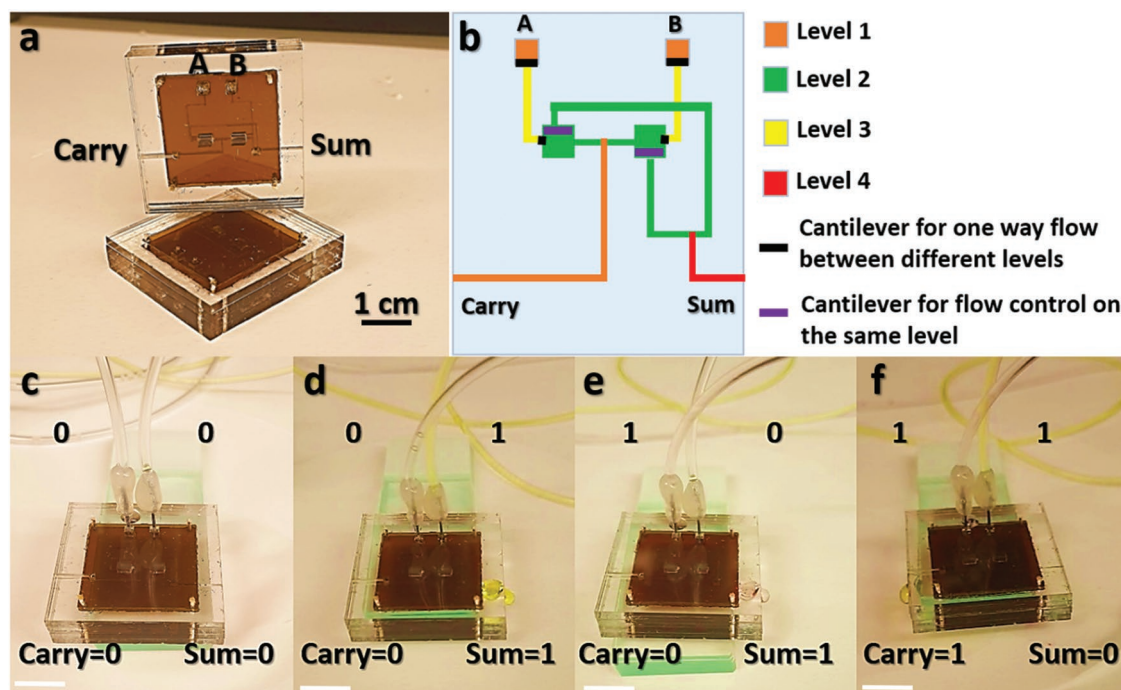 a
A B
Carry
Sum
1 cm
b
A
B
Carry
Sum
Level 1
Level 2
Level 3
Level 4
Cantilever for one way flow
between different levels
Cantilever for flow control on
the same level
c
0 0
Carry=0 Sum=0
d
0 1
Carry=0 Sum=1
e
1 0
Carry=0 Sum=1
f
1 1
Carry=1 Sum=0